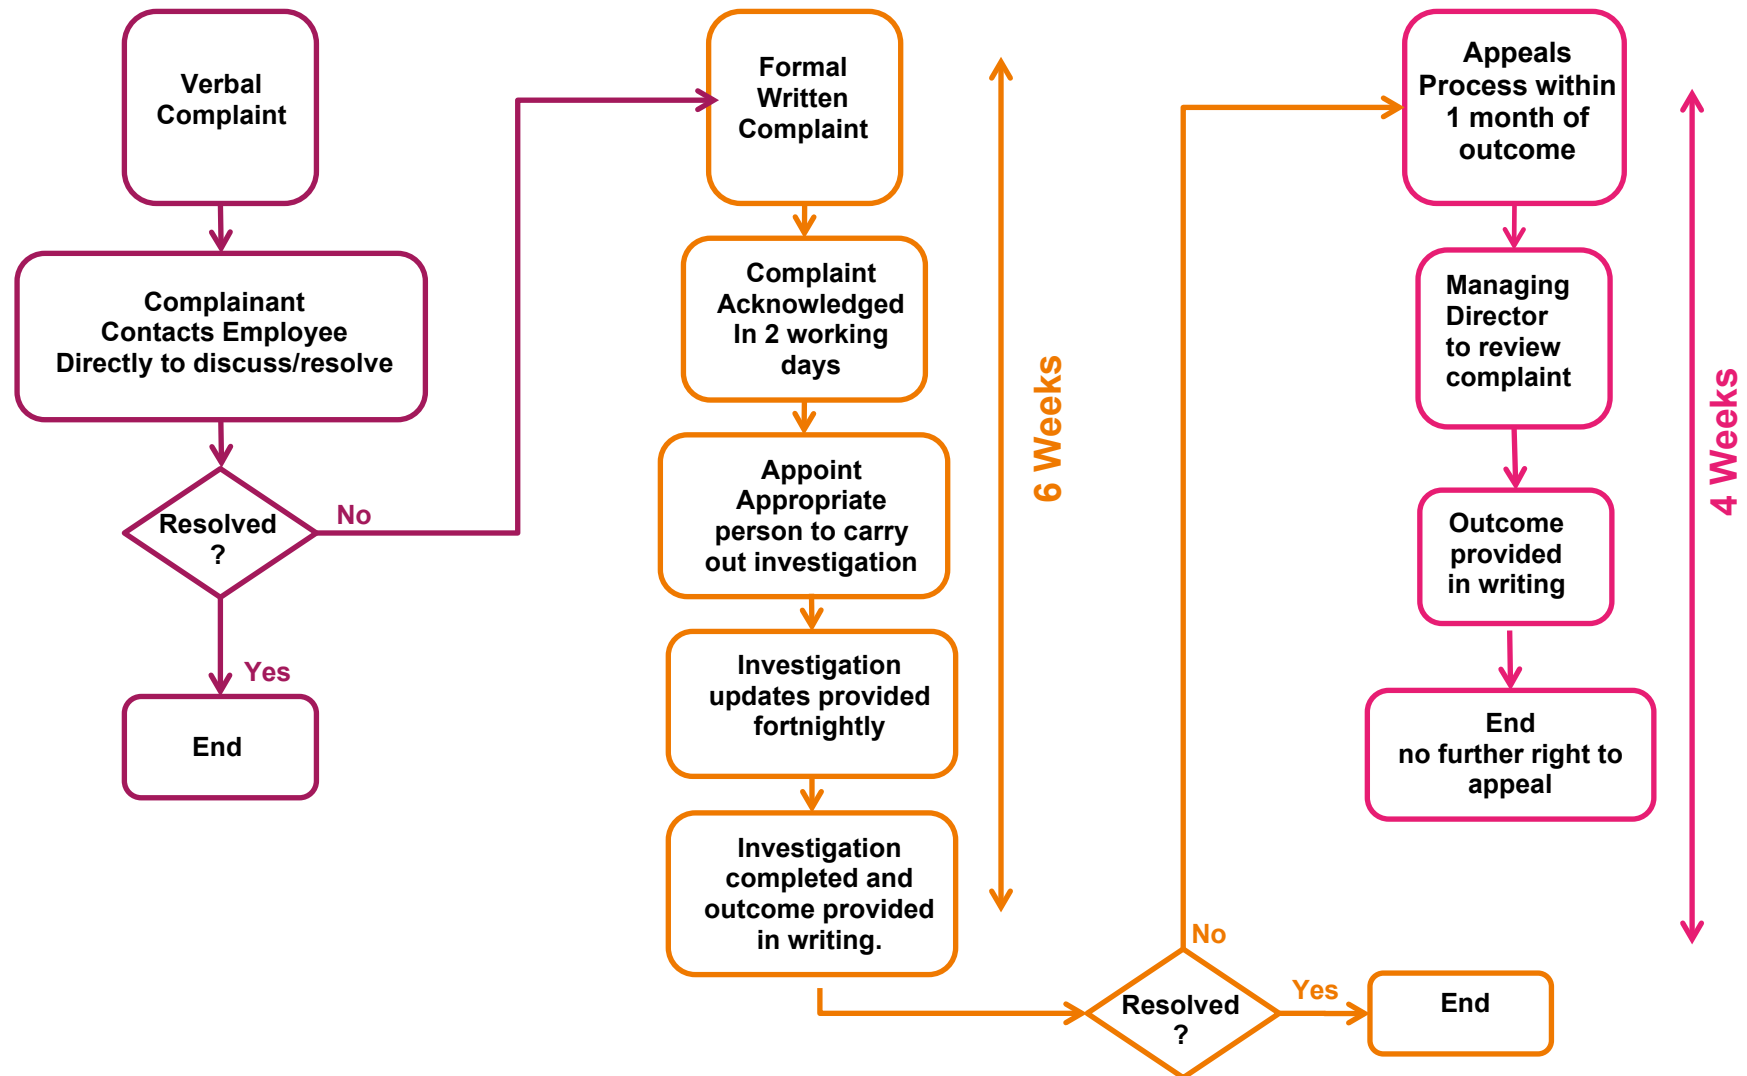 Verbal
Complaint
Complainant
Contacts Employee
Directly to discuss/resolve
Resolved
?
No
Yes
End
Formal
Written
Complaint
Complaint
Acknowledged
In 2 working
days
Appoint
Appropriate
person to carry
out investigation
Investigation
updates provided
fortnightly
Investigation
completed and
outcome provided
in writing.
6 Weeks
Resolved
?
No
Yes
End
Appeals
Process within
1 month of
outcome
Managing
Director
to review
complaint
Outcome
provided
in writing
End
no further right to
appeal
4 Weeks